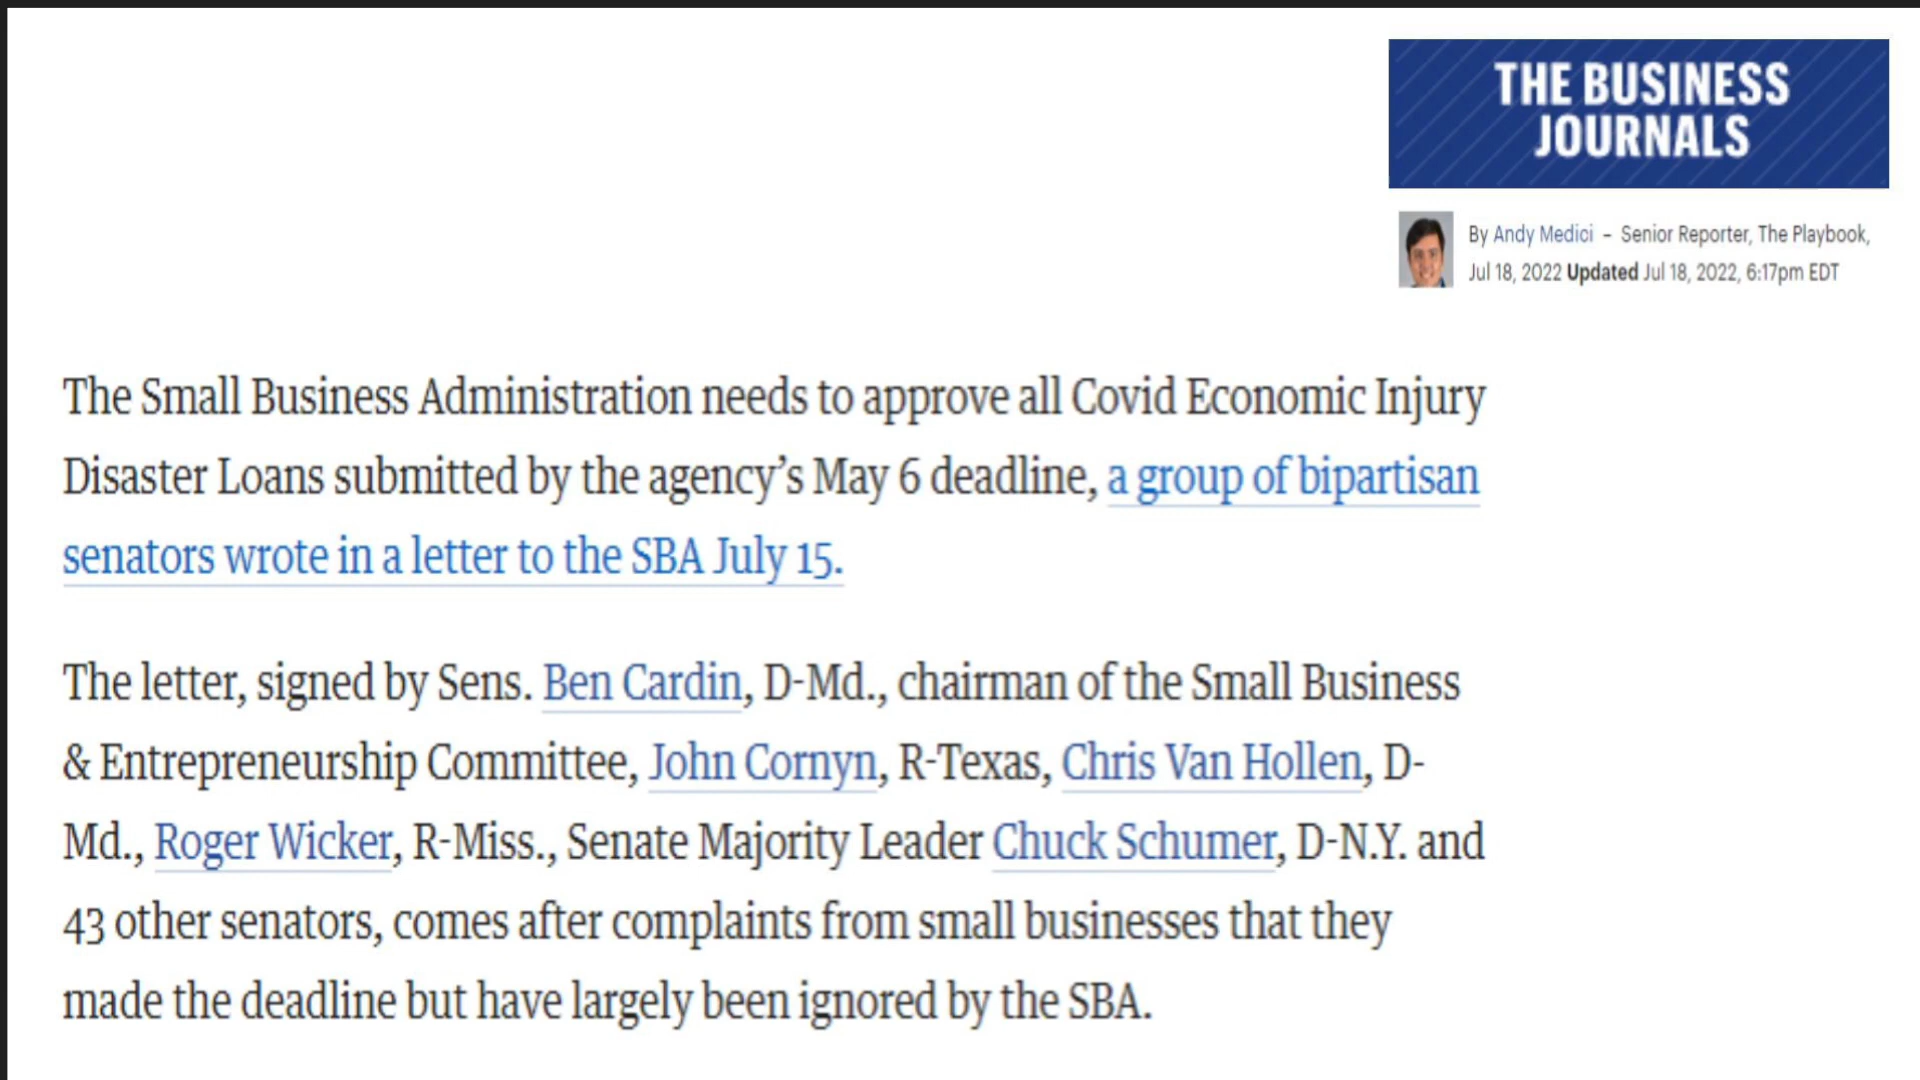 THE BUSINESS
JOURNALS
By Andy Medici – Senior Reporter, The Playbook,
Jul 18, 2022 Updated Jul 18, 2022, 6:17pm EDT
The Small Business Administration needs to approve all Covid Economic Injury
Disaster Loans submitted by the agency’s May 6 deadline, a group of bipartisan
senators wrote in a letter to the SBA July 15.
The letter, signed by Sens. Ben Cardin, D-Md., chairman of the Small Business
& Entrepreneurship Committee, John Cornyn, R-Texas, Chris Van Hollen, D-
Md., Roger Wicker, R-Miss., Senate Majority Leader Chuck Schumer, D-N.Y. and
43 other senators, comes after complaints from small businesses that they
made the deadline but have largely been ignored by the SBA.